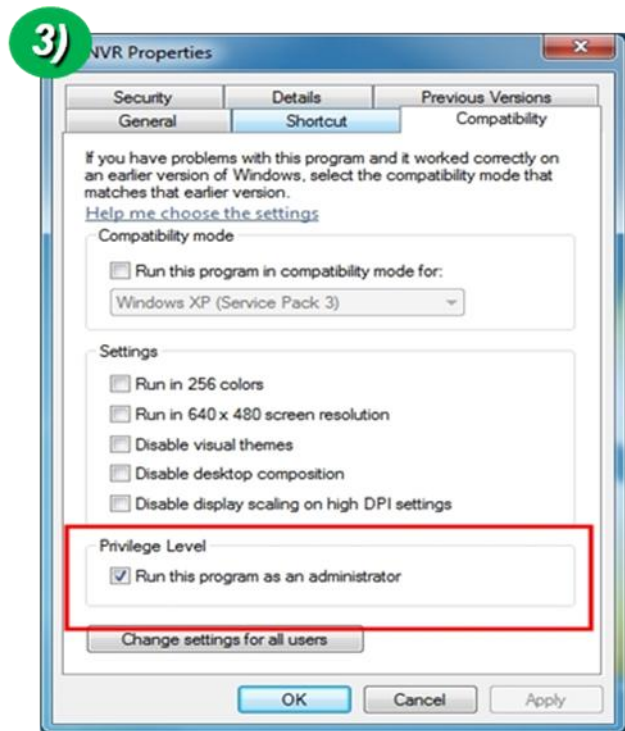 3)
NVR Properties
Security
Details
Previous Versions
General
Shortcut
Compatibility
If you have problems with this program and it worked correctly on
an earlier version of Windows, select the compatibility mode that
matches that earlier version.
Help me choose the settings
Compatibility mode
Run this program in compatibility mode for:
Windows XP (Service Pack 3)
Settings
Run in 256 colors
Run in 640 x 480 screen resolution
Disable visual themes
Disable desktop composition
Disable display scaling on high DPI settings
Privilege Level
Run this program as an administrator
Change settings for all users
OK
Cancel
Apply